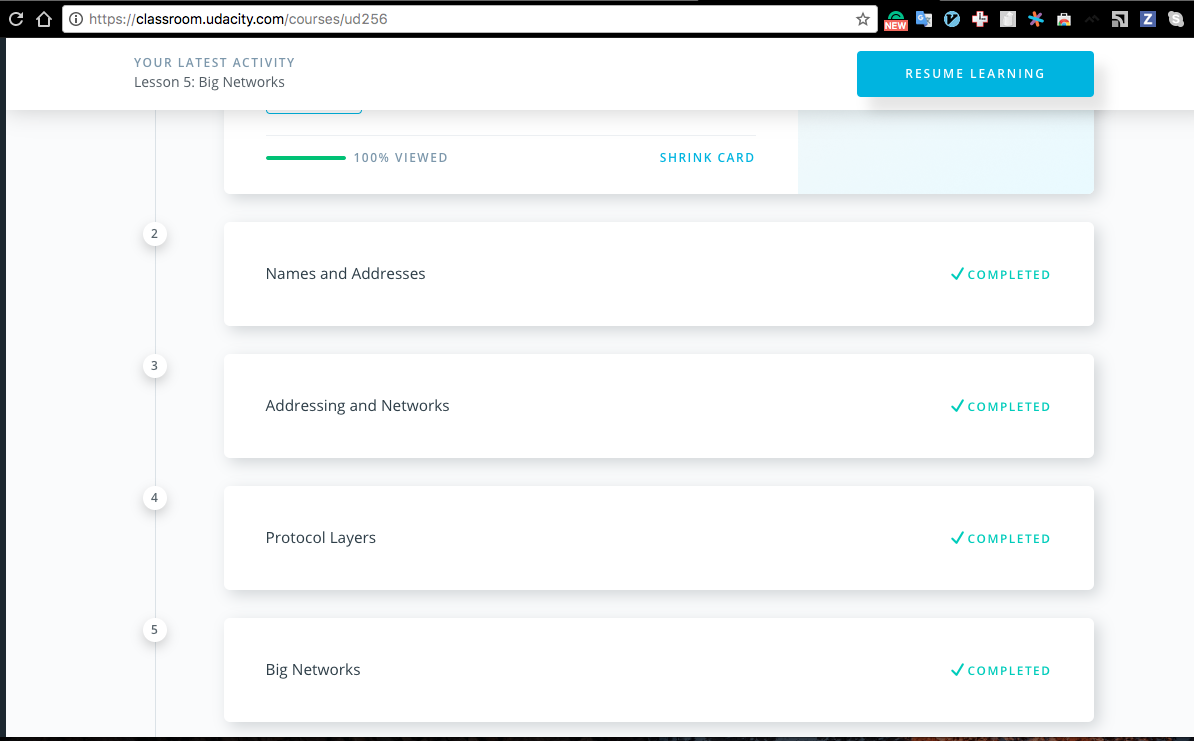 https://classroom.udacity.com/courses/ud256
NEW
YOUR LATEST ACTIVITY
Lesson 5: Big Networks
RESUME LEARNING
100% VIEWED
SHRINK CARD
2
Names and Addresses
COMPLETED
3
Addressing and Networks
COMPLETED
4
Protocol Layers
COMPLETED
5
Big Networks
COMPLETED